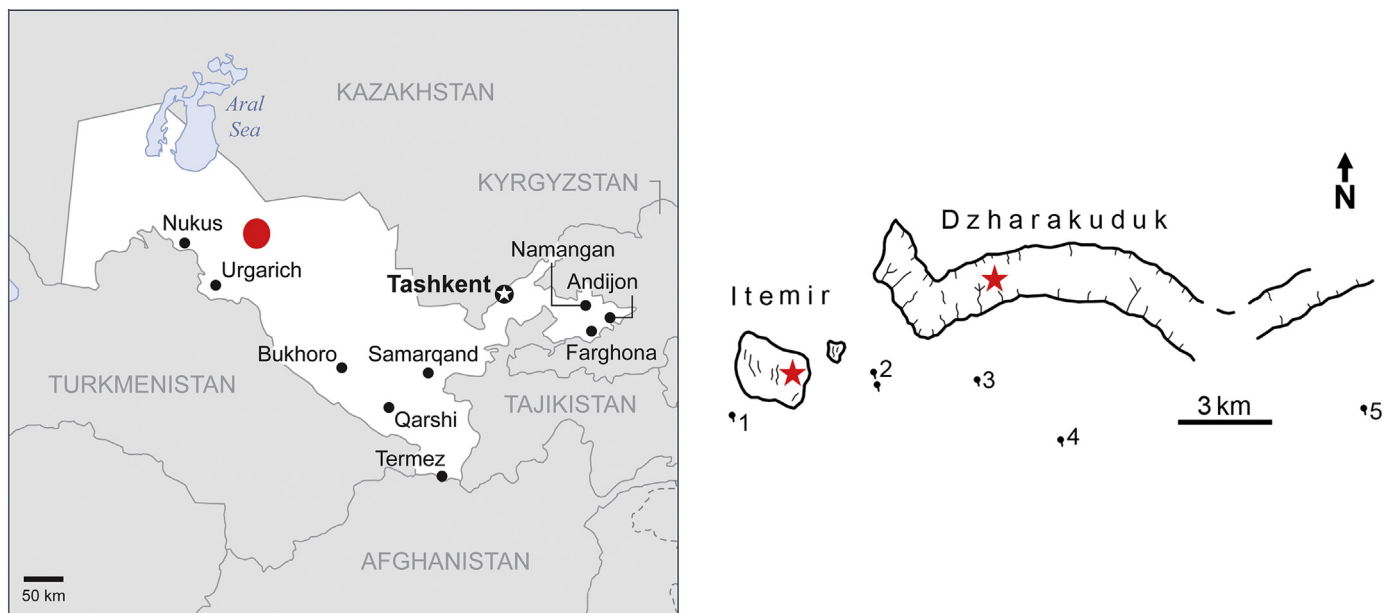 KAZAKHSTAN
Aral
Sea
KYRGYZSTAN
Nukus
Namangan
Urgarich
Tashkent
Andijon
Bukhoro
Samarqand
Farghona
TURKMENISTAN
TAJIKISTAN
Qarshi
Termez
AFGHANISTAN
50 km
N
Dzharakuduk
Itemir
2
3
3 km
1
4
5